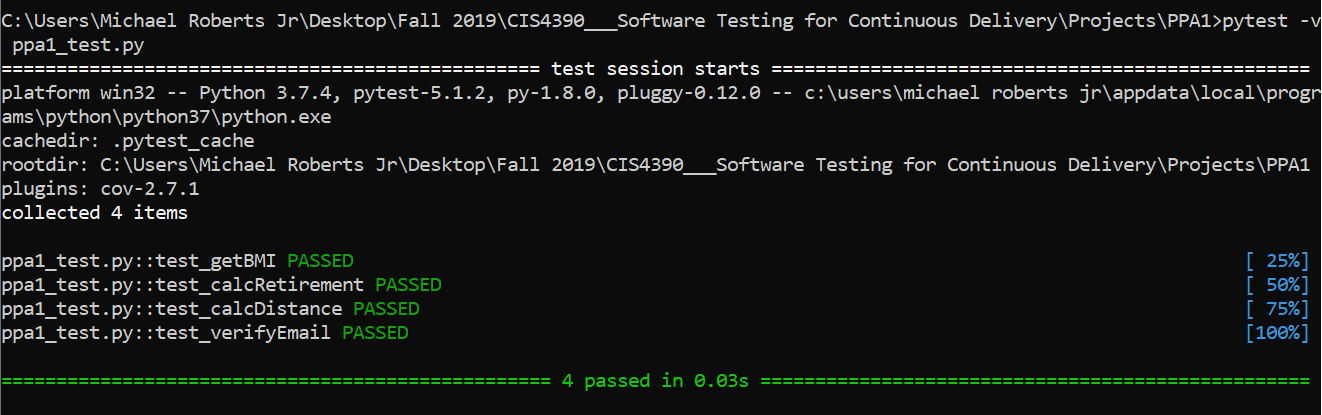 C:\Users\Michael Roberts Jr\Desktop\Fall 2019\CIS4390___Software Testing for Continuous Delivery\Projects\PPA1>pytest -v
 ppa1_test.py
================================================= test session starts =================================================
platform win32 -- Python 3.7.4, pytest-5.1.2, py-1.8.0, pluggy-0.12.0 -- c:\users\michael roberts jr\appdata\local\progr
ams\python\python37\python.exe
cachedir: .pytest_cache
rootdir: C:\Users\Michael Roberts Jr\Desktop\Fall 2019\CIS4390___Software Testing for Continuous Delivery\Projects\PPA1
plugins: cov-2.7.1
collected 4 items

ppa1_test.py::test_getBMI PASSED                                                                                 [ 25%]
ppa1_test.py::test_calcRetirement PASSED                                                                         [ 50%]
ppa1_test.py::test_calcDistance PASSED                                                                           [ 75%]
ppa1_test.py::test_verifyEmail PASSED                                                                            [100%]

================================================== 4 passed in 0.03s ==================================================